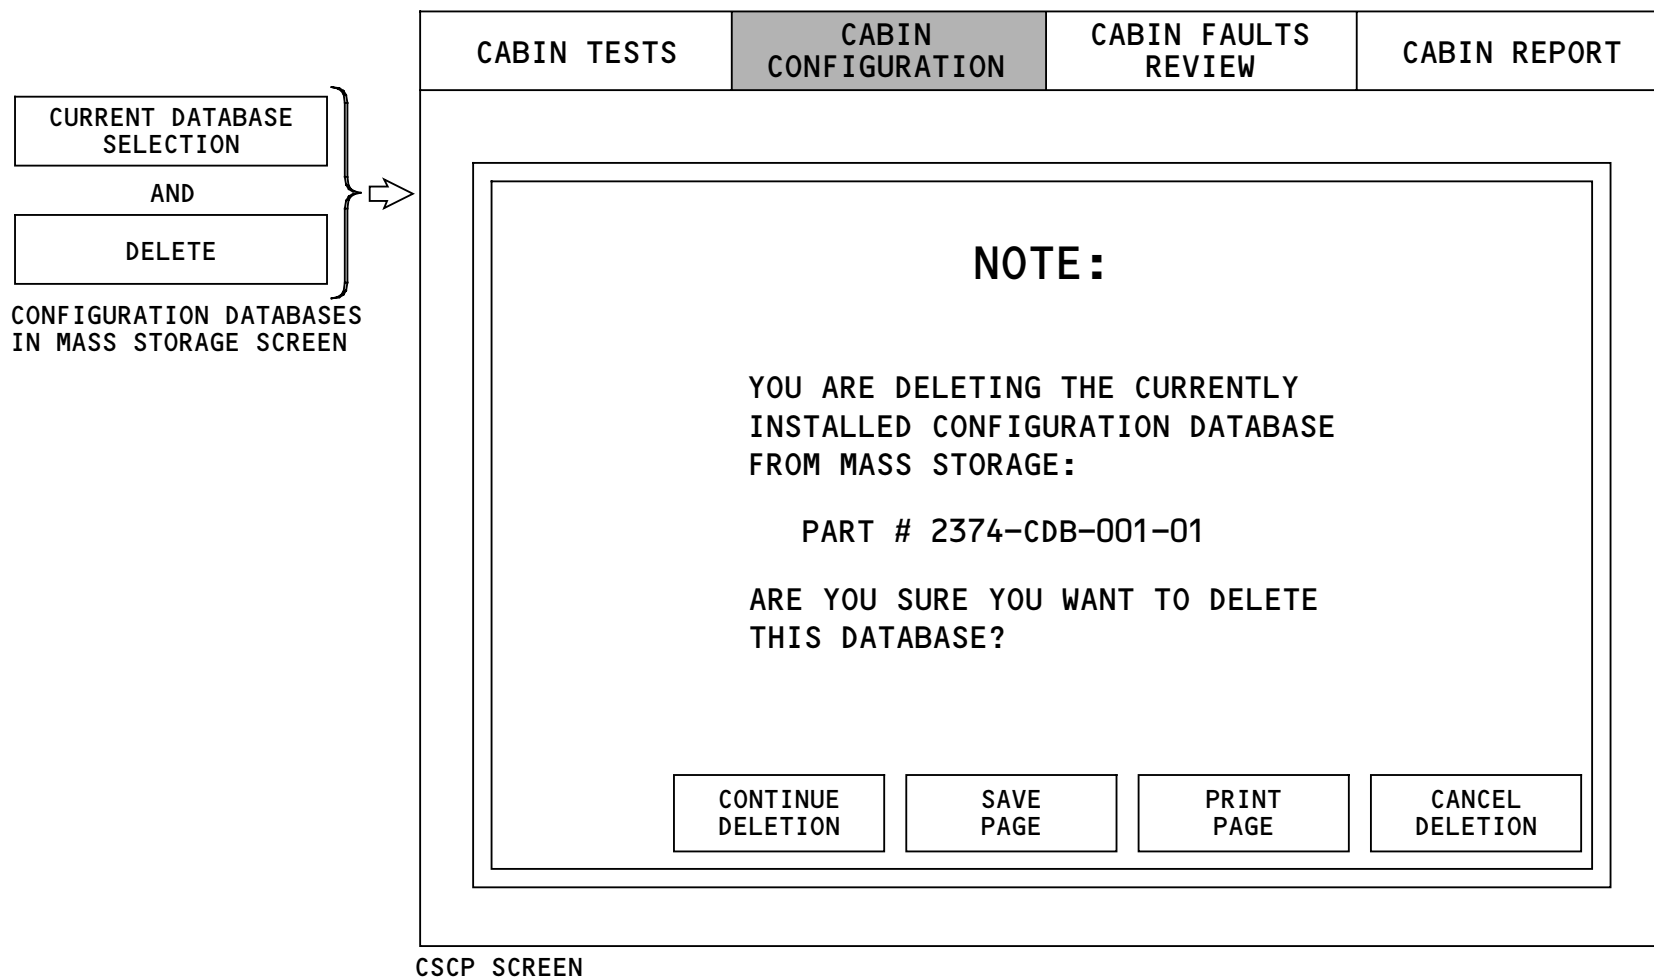 CABIN TESTS
CABIN
CONFIGURATION
CABIN FAULTS
REVIEW
CABIN REPORT
CURRENT DATABASE
SELECTION
AND
DELETE
CONFIGURATION DATABASES
IN MASS STORAGE SCREEN
NOTE:
YOU ARE DELETING THE CURRENTLY
INSTALLED CONFIGURATION DATABASE
FROM MASS STORAGE:
PART # 2374-CDB-001-01
ARE YOU SURE YOU WANT TO DELETE
THIS DATABASE?
CONTINUE
DELETION
SAVE
PAGE
PRINT
PAGE
CANCEL
DELETION
CSCP SCREEN